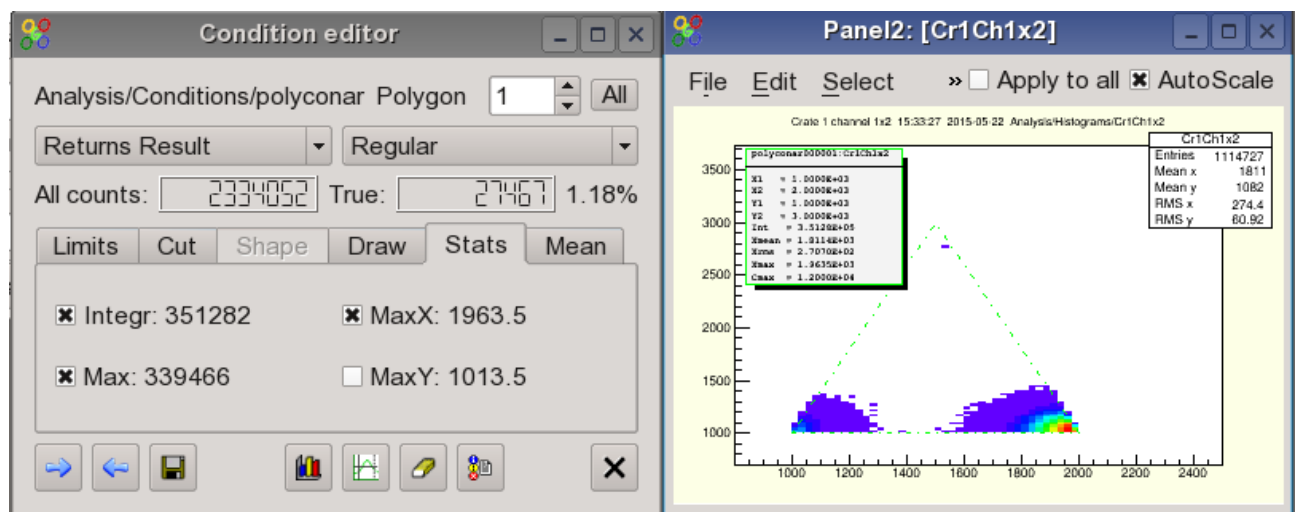 Condition editor
Analysis/Conditions/polyconar Polygon 1 All
Returns Result Regular
All counts: 2334052 True: 27467 1.18%
Limits Cut Shape Draw Stats Mean
Integr: 351282 MaxX: 1963.5
Max: 339466 MaxY: 1013.5
Panel2: [Cr1Ch1x2]
File Edit Select » Apply to all AutoScale
Crate 1 channel 1x2 15:33:27 2015-05-22 Analysis/Histograms/Cr1Ch1x2
polyconar000001:Cr1Ch1x2
X1 = 1.0000E+03
X2 = 2.0000E+03
Y1 = 1.0000E+03
Y2 = 3.0000E+03
Int = 3.5128E+05
Xmean = 1.8114E+03
Xrms = 2.7070E+02
Xmax = 1.9635E+03
Cmax = 1.2000E+04
Cr1Ch1x2
Entries 1114727
Mean x 1811
Mean y 1082
RMS x 274.4
RMS y 60.92
3500
3000
2500
2000
1500
1000
1000 1200 1400 1600 1800 2000 2200 2400